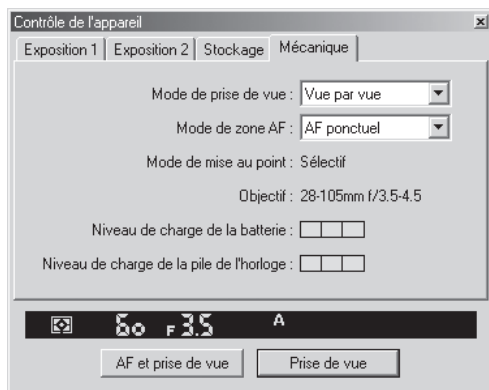 Contrôle de l'appareil
Exposition 1 Exposition 2 Stockage Mécanique
Mode de prise de vue : Vue par vue
Mode de zone AF : AF ponctuel
Mode de mise au point : Sélectif
Objectif : 28-105mm f/3.5-4.5
Niveau de charge de la batterie :
Niveau de charge de la pile de l'horloge :
60 F3.5 A
AF et prise de vue Prise de vue